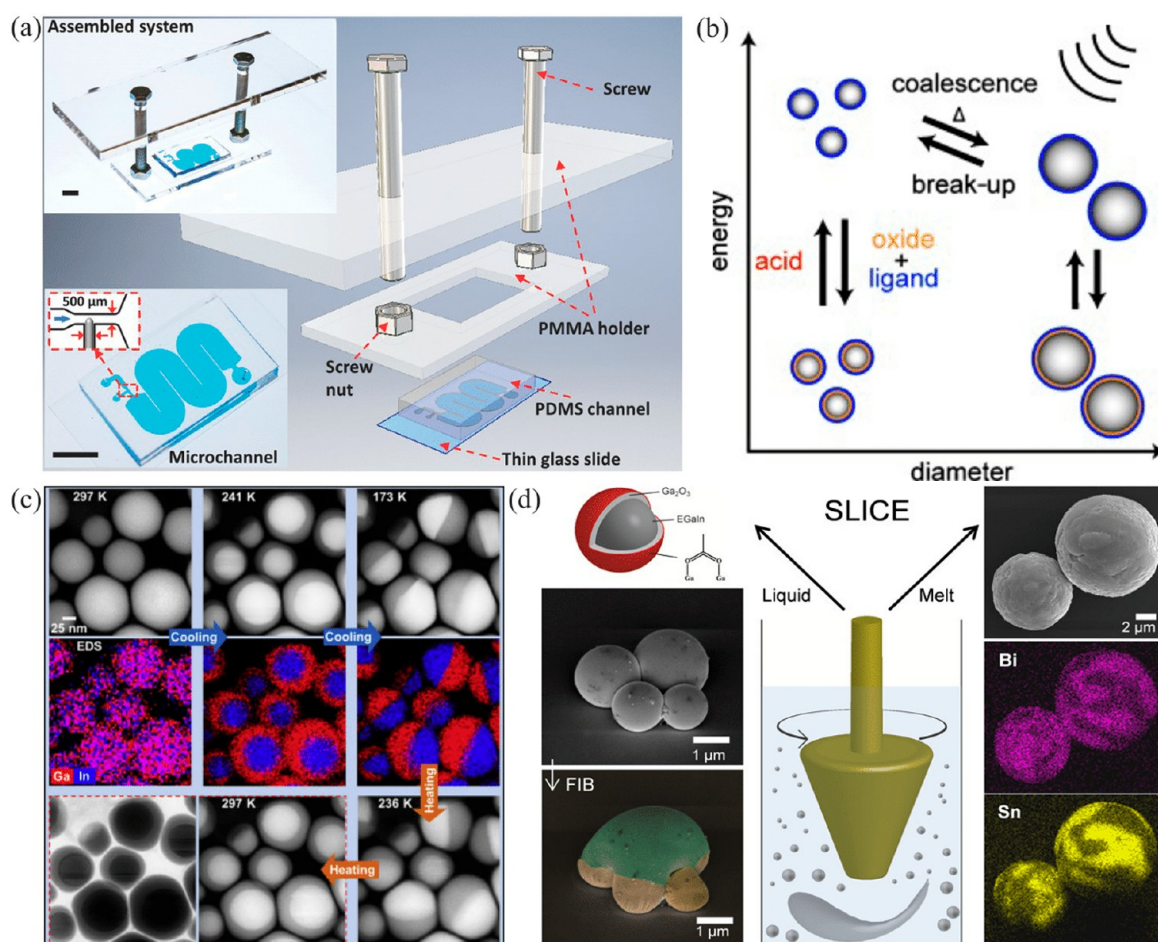 (a)
Assembled system
Screw
500 µm
PMMA holder
Screw
nut
PDMS channel
Microchannel
Thin glass slide
(b)
coalescence
Δ
break-up
energy
acid
oxide
+
ligand
diameter
(c)
297 K
241 K
173 K
25 nm
Cooling
Cooling
EDS
Ga In
Heating
297 K
236 K
Heating
(d)
Ga₂O₃
EGaIn
O O
Ga Ga
SLICE
Liquid
Melt
1 µm
FIB
1 µm
2 µm
Bi
Sn